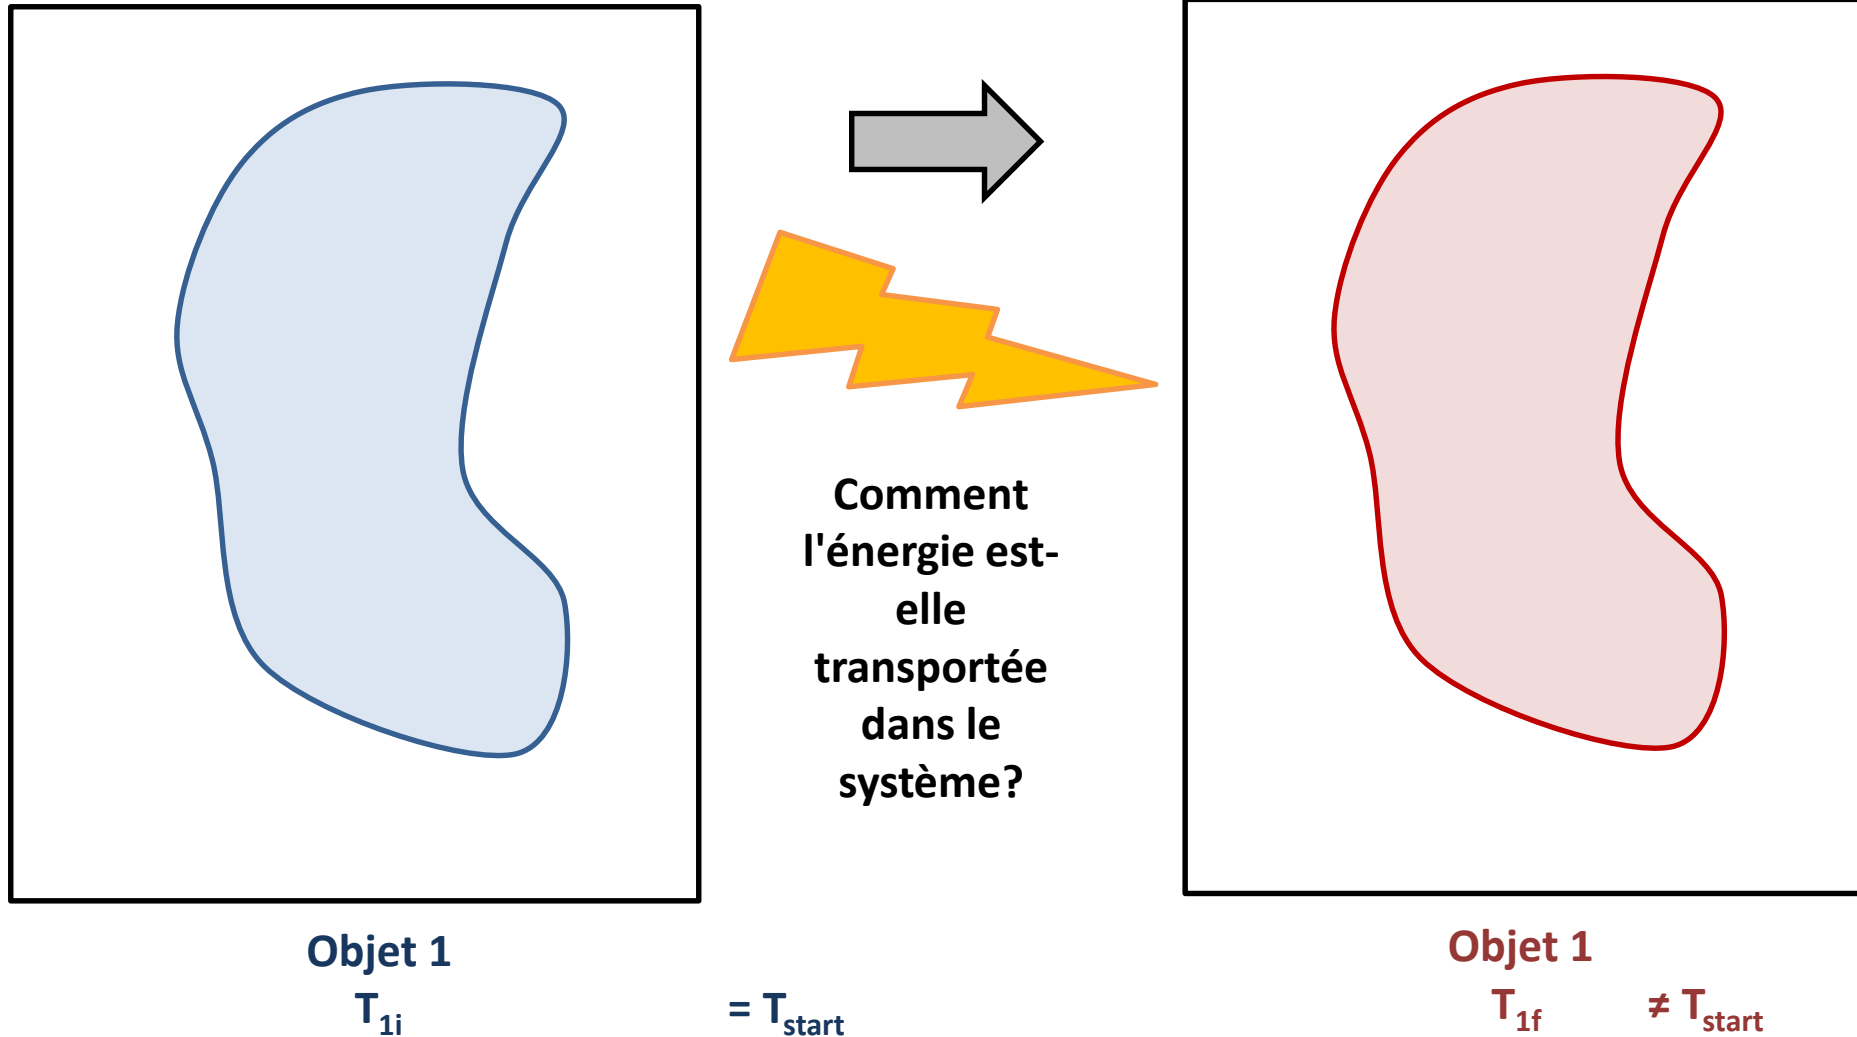 Comment
l'énergie est-
elle
transportée
dans le
système?
Objet 1
T1i = Tstart
Objet 1
T1f ≠ Tstart